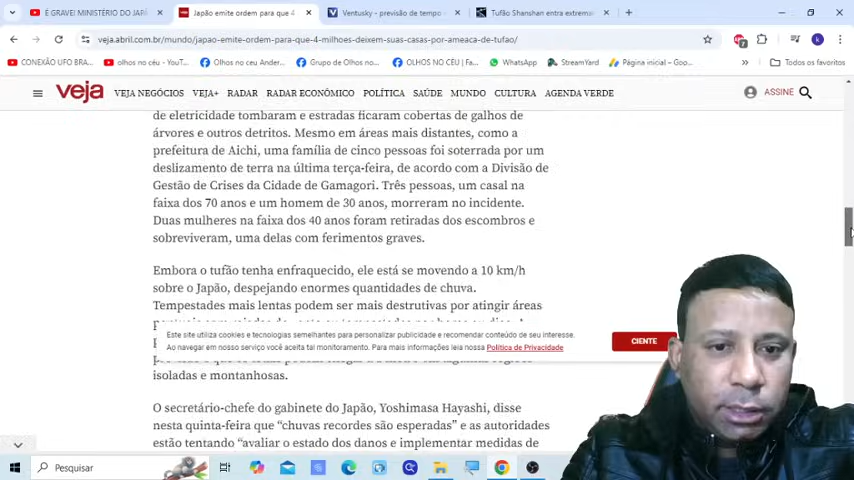 É GRAVE! MINISTÉRIO DO JAPÃ
Japão emite ordem para que 4
Ventusky - previsão de tempo
Tufão Shanshan entra extrem
veja.abril.com.br/mundo/japao-emite-ordem-para-que-4-milhoes-deixem-suas-casas-por-ameaca-de-tufao/
CONEXÃO UFO BRA...
olhos no céu - YouT...
olhos no ceu Ander...
Grupo de Olhos no...
OLHOS NO CÉU | Fa...
WhatsApp
StreamYard
Página inicial – Goo...
»
Todos os favoritos
veja
VEJA NEGÓCIOS
VEJA+
RADAR
RADAR ECONÔMICO
POLÍTICA
SAÚDE
MUNDO
CULTURA
AGENDA VERDE
ASSINE
de eletricidade tombaram e estradas ficaram cobertas de galhos de
árvores e outros detritos. Mesmo em áreas mais distantes, como a
prefeitura de Aichi, uma família de cinco pessoas foi soterrada por um
deslizamento de terra na última terça-feira, de acordo com a Divisão de
Gestão de Crises da Cidade de Gamagori. Três pessoas, um casal na
faixa dos 70 anos e um homem de 30 anos, morreram no incidente.
Duas mulheres na faixa dos 40 anos foram retiradas dos escombros e
sobreviveram, uma delas com ferimentos graves.
Embora o tufão tenha enfraquecido, ele está se movendo a 10 km/h
sobre o Japão, despejando enormes quantidades de chuva.
Tempestades mais lentas podem ser mais destrutivas por atingir áreas
Este site utiliza cookies e tecnologias semelhantes para personalizar publicidade e recomendar conteúdo de seu interesse.
Ao navegar em nosso serviço você aceita tal monitoramento. Para mais informações leia nossa Política de Privacidade
CIENTE
isoladas e montanhosas.
O secretário-chefe do gabinete do Japão, Yoshimasa Hayashi, disse
nesta quinta-feira que “chuvas recordes são esperadas” e as autoridades
estão tentando “avaliar o estado dos danos e implementar medidas de
Pesquisar